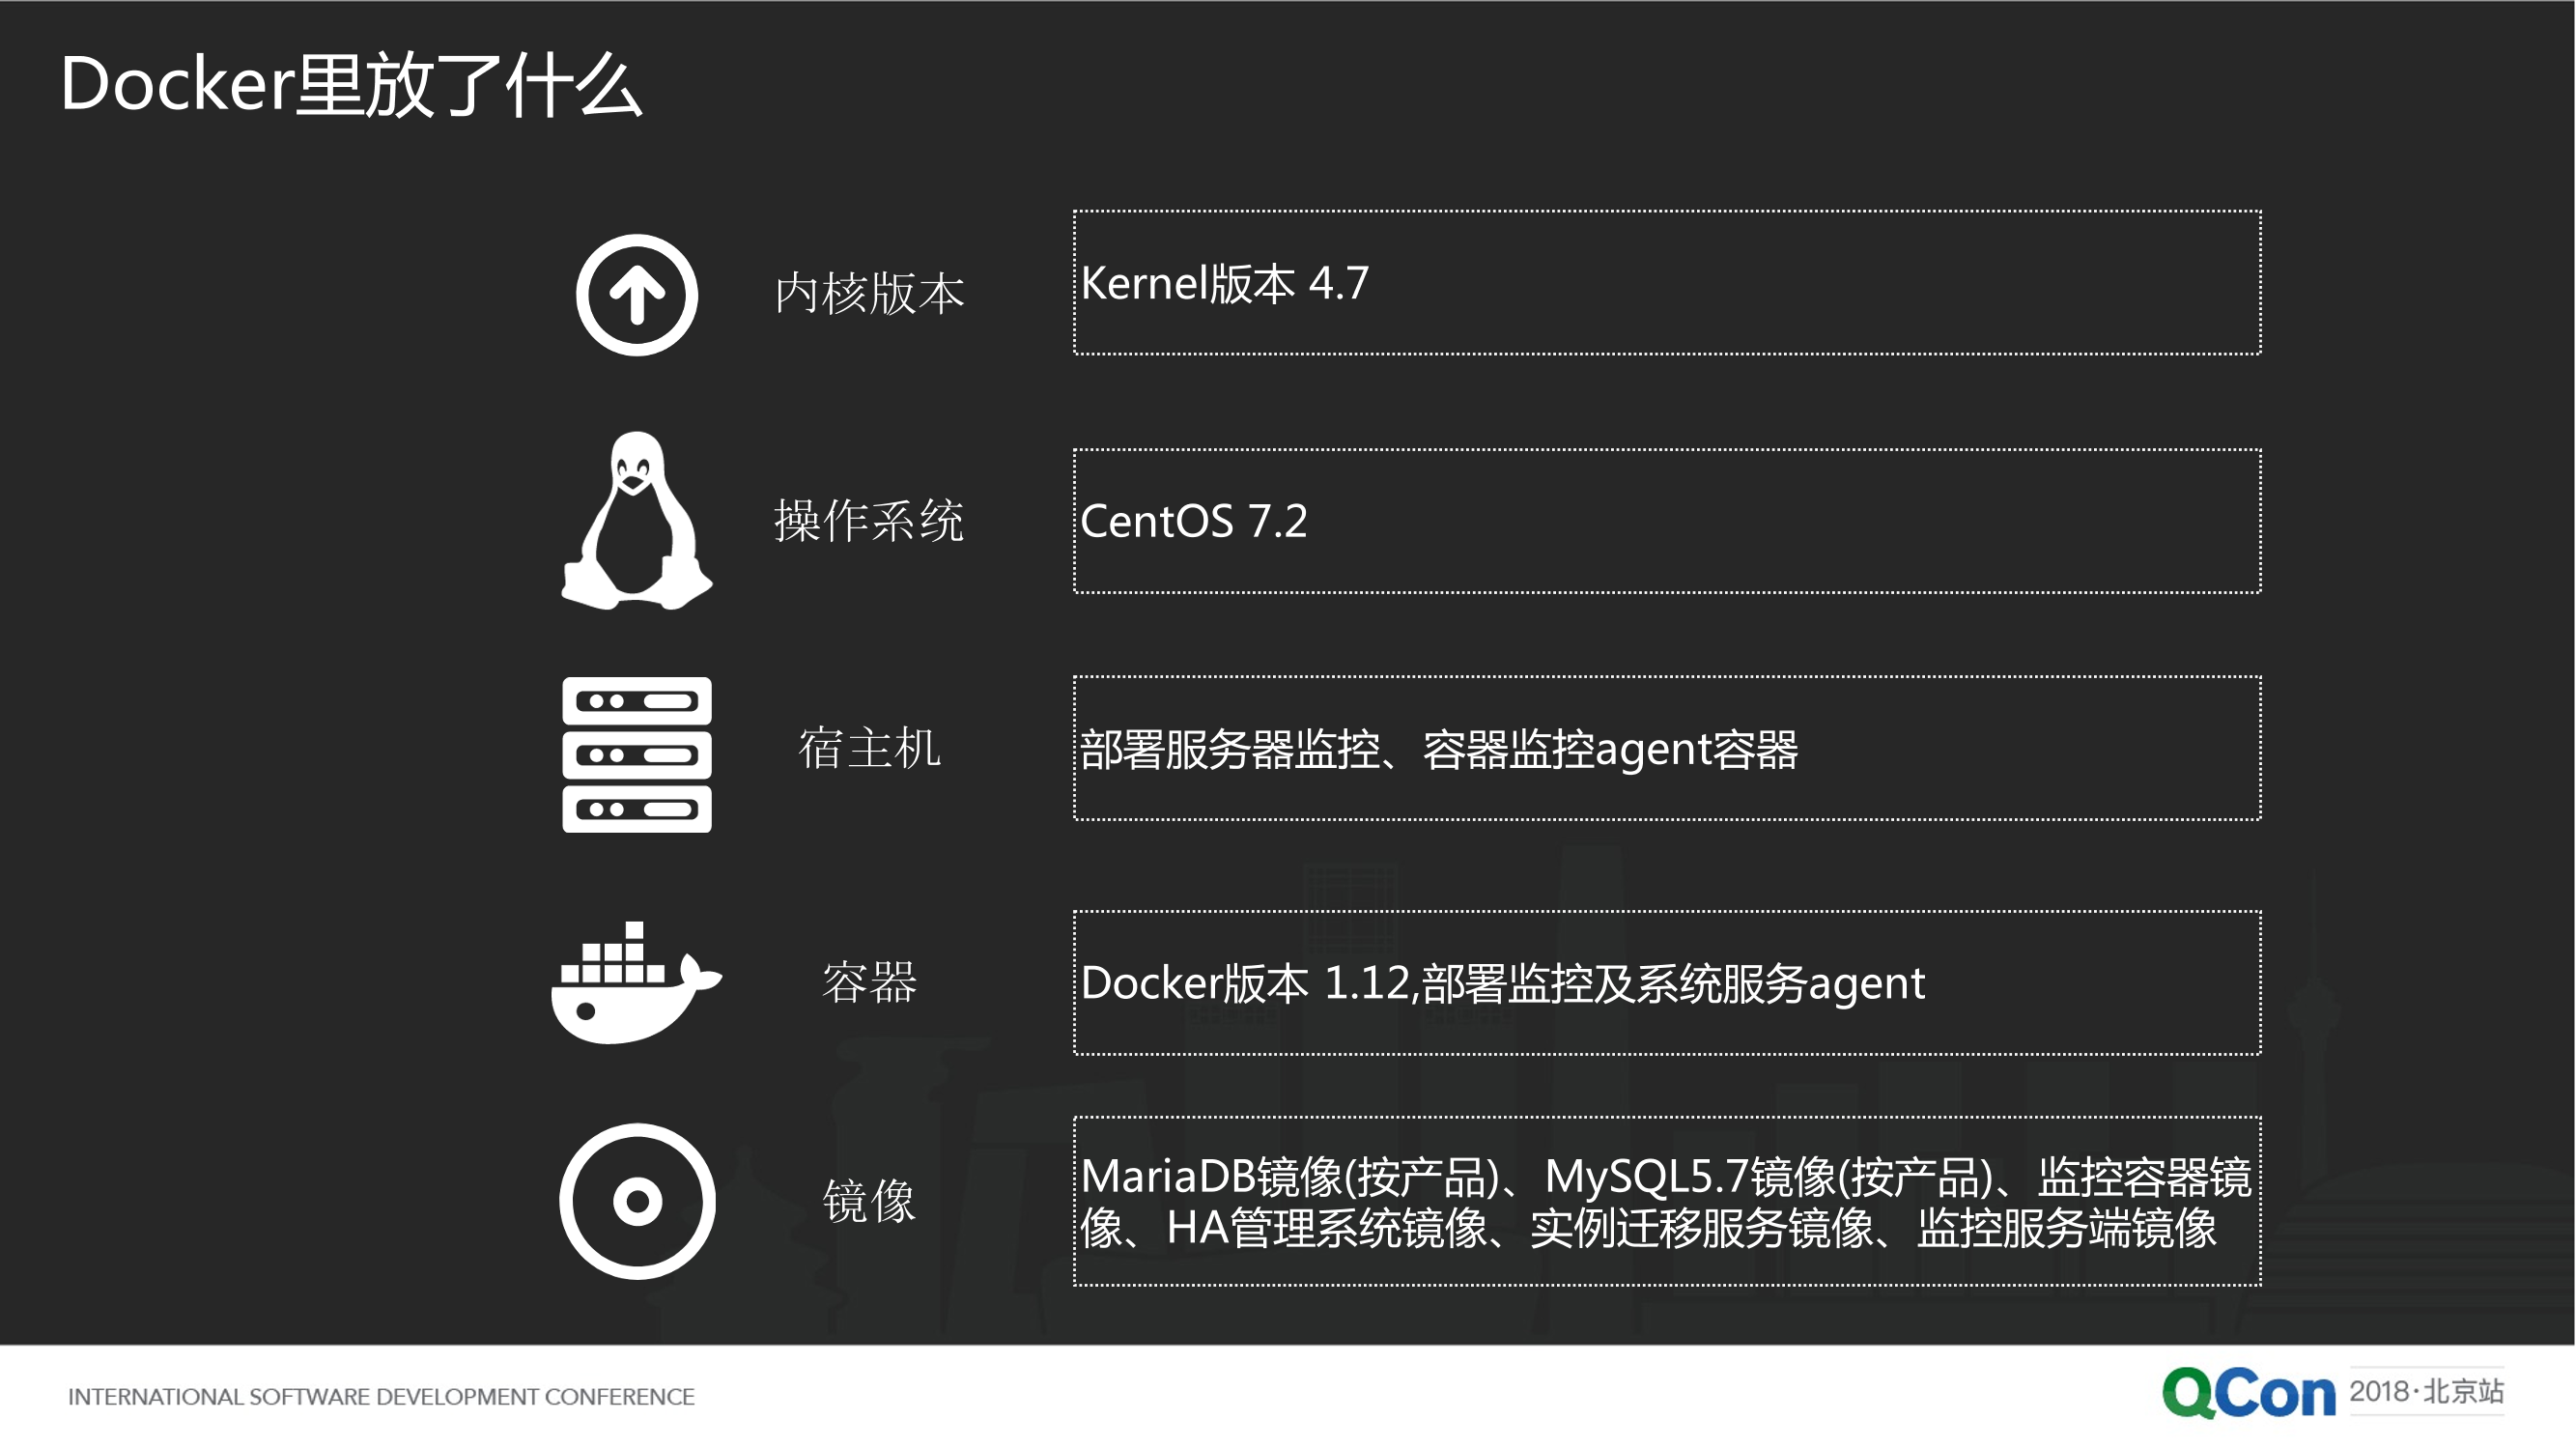 Docker里放了什么
内核版本
Kernel版本 4.7
操作系统
CentOS 7.2
宿主机
部署服务器监控、容器监控agent容器
容器
Docker版本 1.12,部署监控及系统服务agent
镜像
MariaDB镜像(按产品)、MySQL5.7镜像(按产品)、监控容器镜
像、HA管理系统镜像、实例迁移服务镜像、监控服务端镜像
INTERNATIONAL SOFTWARE DEVELOPMENT CONFERENCE
QCon 2018·北京站